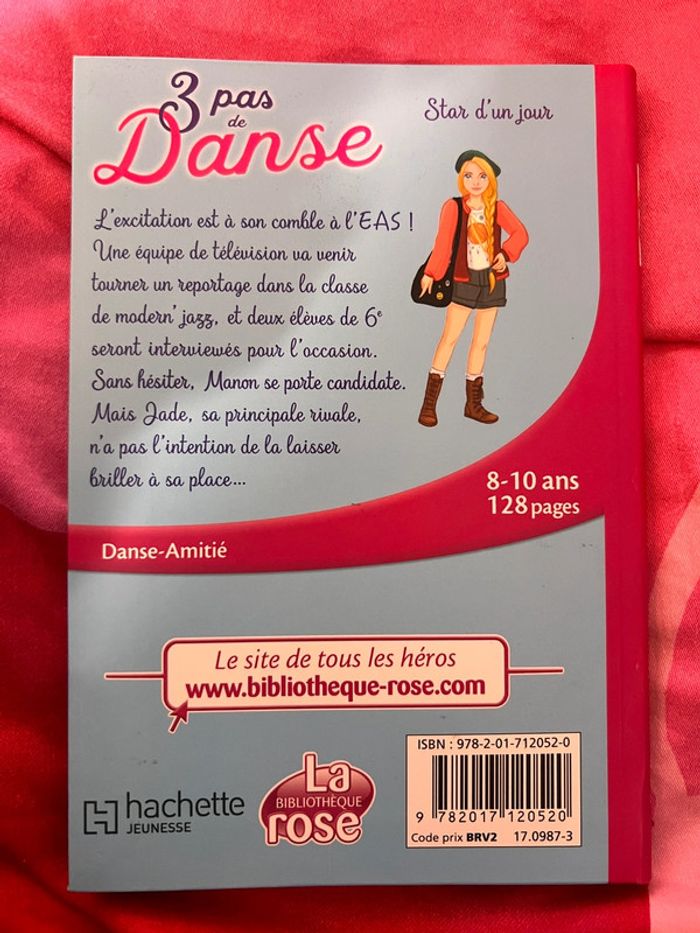 3 pas
de
Danse
Star d'un jour
L'excitation est à son comble à l'EAS !
Une équipe de télévision va venir
tourner un reportage dans la classe
de modern' jazz, et deux élèves de 6e
seront interviewés pour l'occasion.
Sans hésiter, Manon se porte candidate.
Mais Jade, sa principale rivale,
n'a pas l'intention de la laisser
briller à sa place...
8-10 ans
128 pages
Danse-Amitié
Le site de tous les héros
www.bibliotheque-rose.com
hachette
JEUNESSE
La
BIBLIOTHÈQUE
rose
ISBN : 978-2-01-712052-0
9 782017 120520
Code prix BRV2 17.0987-3